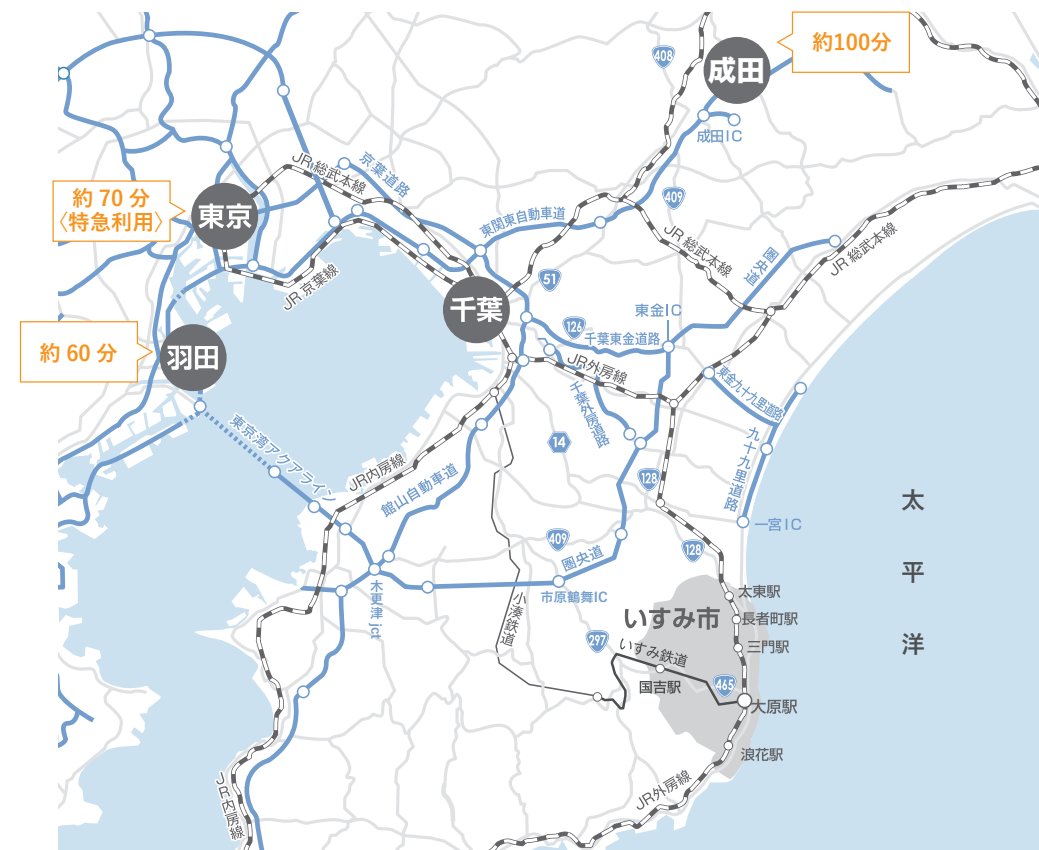 約100分
成田
408
成田IC
JR総武本線
京葉道路
約 70 分
〈特急利用〉
東京
409
東関東自動車道
JR総武本線
圏央道
JR総武本線
JR京葉線
51
千葉
126
東金IC
千葉東金道路
約 60 分
羽田
JR外房線
東金九十九里道路
千葉外房道路
東京湾アクアライン
14
九十九里道路
JR内房線
館山自動車道
128
太平洋
一宮IC
409
圏央道
128
木更津jct
市原鶴舞IC
太東駅
小湊鉄道
いすみ市
長者町駅
297
いすみ鉄道
三門駅
国吉駅
465
大原駅
浪花駅
JR内房線
JR外房線